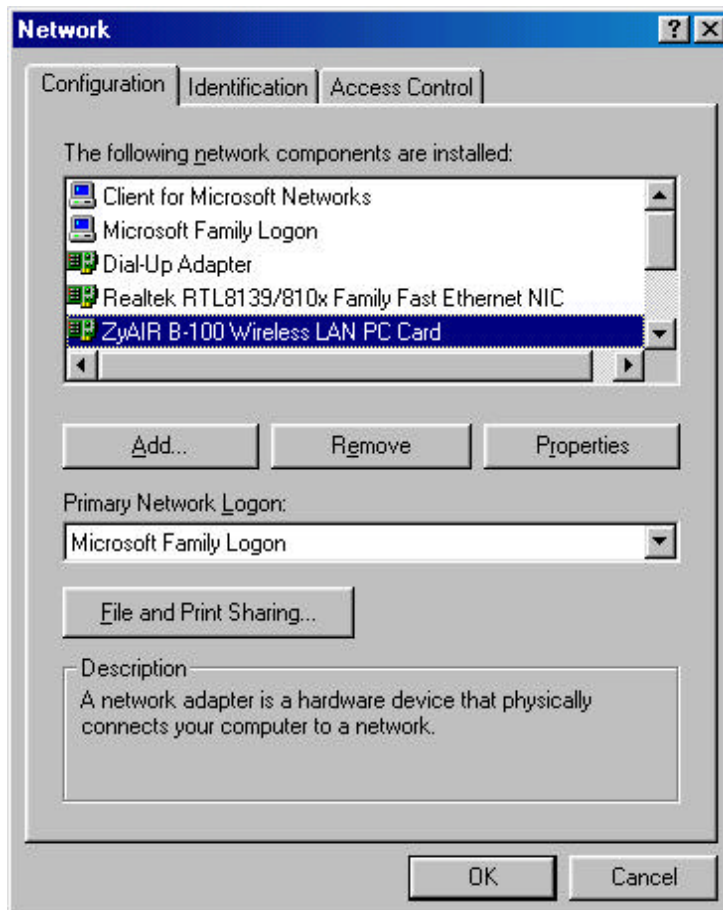 Network
Configuration
Identification
Access Control
The following network components are installed:
Client for Microsoft Networks
Microsoft Family Logon
Dial-Up Adapter
Realtek RTL8139/810x Family Fast Ethernet NIC
ZyAIR B-100 Wireless LAN PC Card
Add...
Remove
Properties
Primary Network Logon:
Microsoft Family Logon
File and Print Sharing...
Description
A network adapter is a hardware device that physically
connects your computer to a network.
OK
Cancel